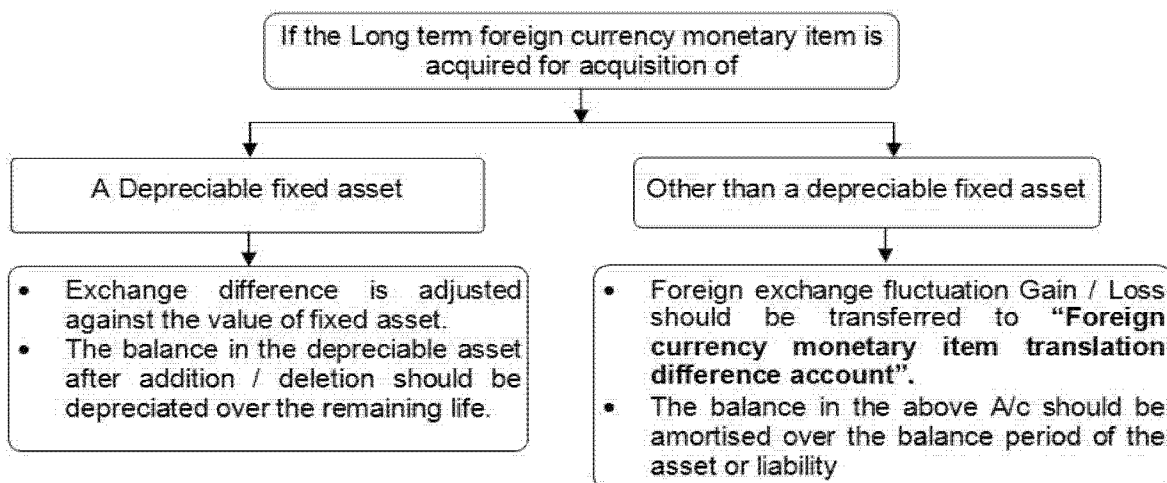 If the Long term foreign currency monetary item is
acquired for acquisition of
A Depreciable fixed asset
Other than a depreciable fixed asset
• Exchange difference is adjusted
against the value of fixed asset.
• The balance in the depreciable asset
after addition / deletion should be
depreciated over the remaining life.
• Foreign exchange fluctuation Gain / Loss
should be transferred to “Foreign
currency monetary item translation
difference account”.
• The balance in the above A/c should be
amortised over the balance period of the
asset or liability